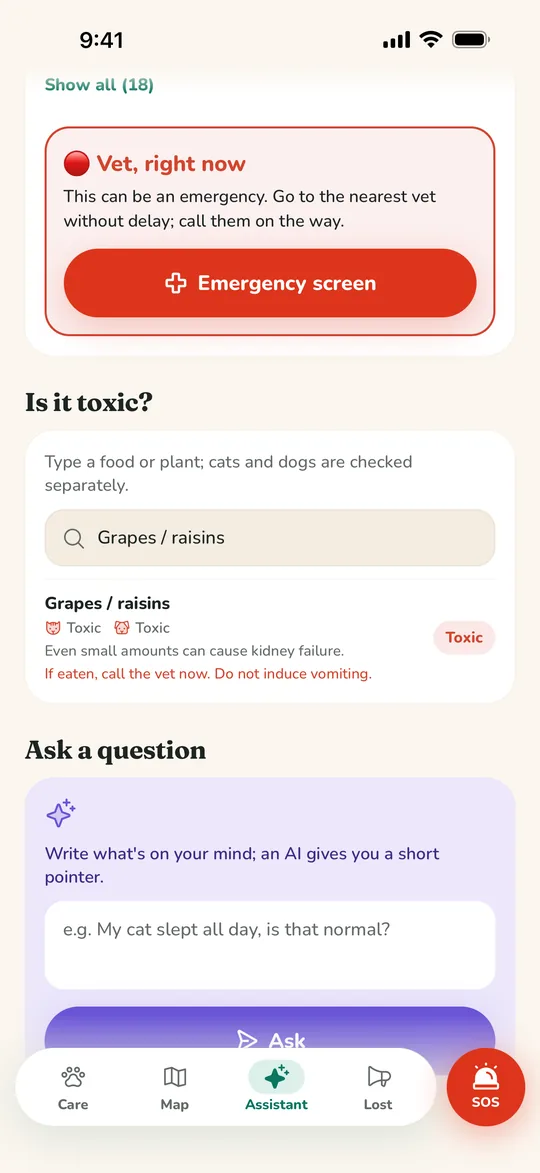 9:41
Show all (18)
Vet, right now
This can be an emergency. Go to the nearest vet
without delay; call them on the way.
Emergency screen
Is it toxic?
Type a food or plant; cats and dogs are checked
separately.
Grapes / raisins
Grapes / raisins
Toxic Toxic
Toxic
Even small amounts can cause kidney failure.
If eaten, call the vet now. Do not induce vomiting.
Ask a question
Write what's on your mind; an AI gives you a short
pointer.
e.g. My cat slept all day, is that normal?
Ask
Care
Map
Assistant
Lost
SOS